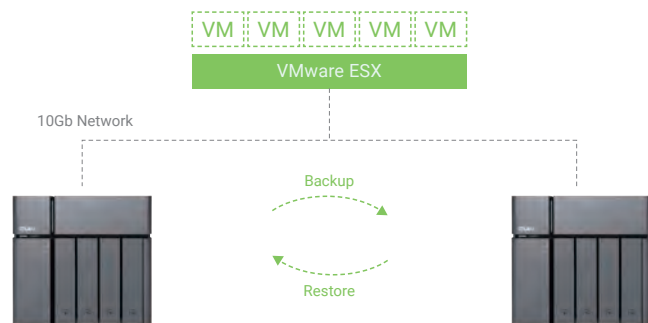 VM VM VM VM VM
VMware ESX
10Gb Network
Backup
Restore